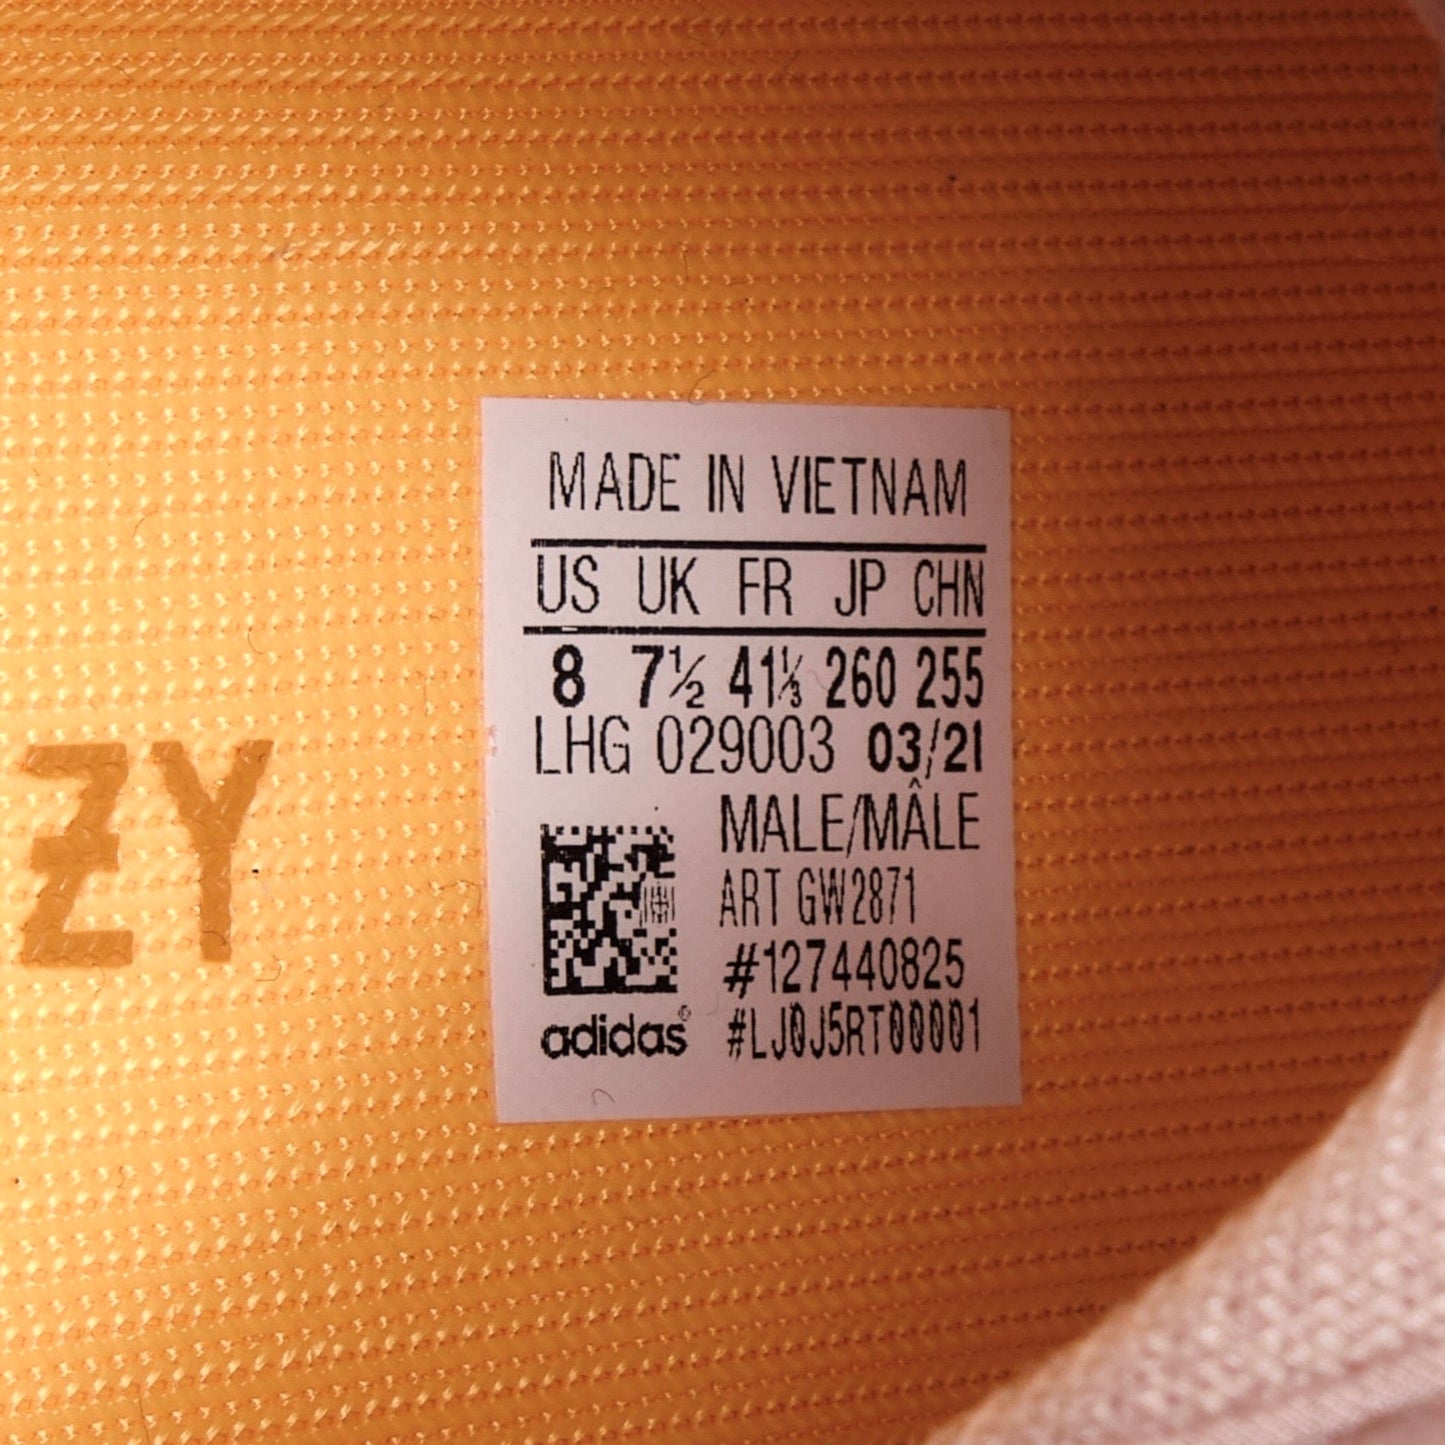 MADE IN VIETNAM
US UK FR JP CHN
8 7½ 41⅓ 260 255
LHG 029003 03/21
MALE/MÂLE
ART GW2871
#127440825
#LJ0J5RT00001
adidas®
ZY